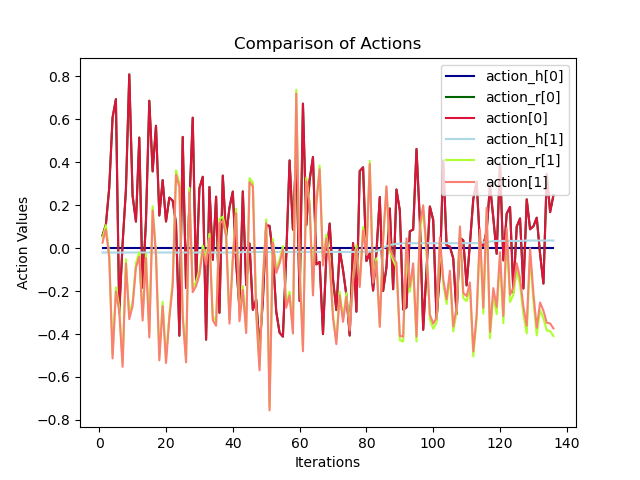 Comparison of Actions
Action Values
0.8
0.6
0.4
0.2
0.0
−0.2
−0.4
−0.6
−0.8
action_h[0]
action_r[0]
action[0]
action_h[1]
action_r[1]
action[1]
0 20 40 60 80 100 120 140
Iterations